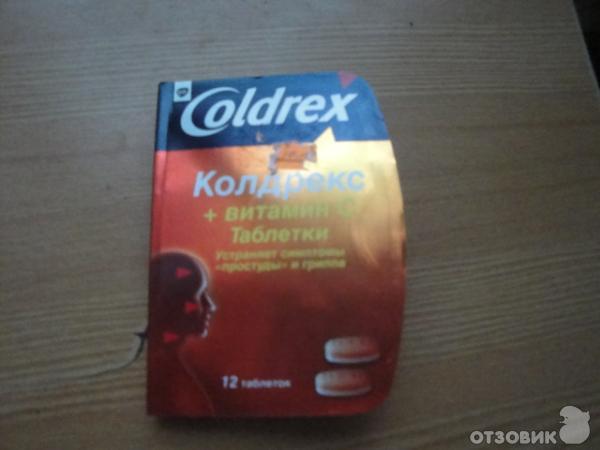 Coldrex
Колдрекс
+ витамин С
Таблетки
Устраняет симптомы
«простуды» и гриппа
12 таблеток
ОТЗОВИК